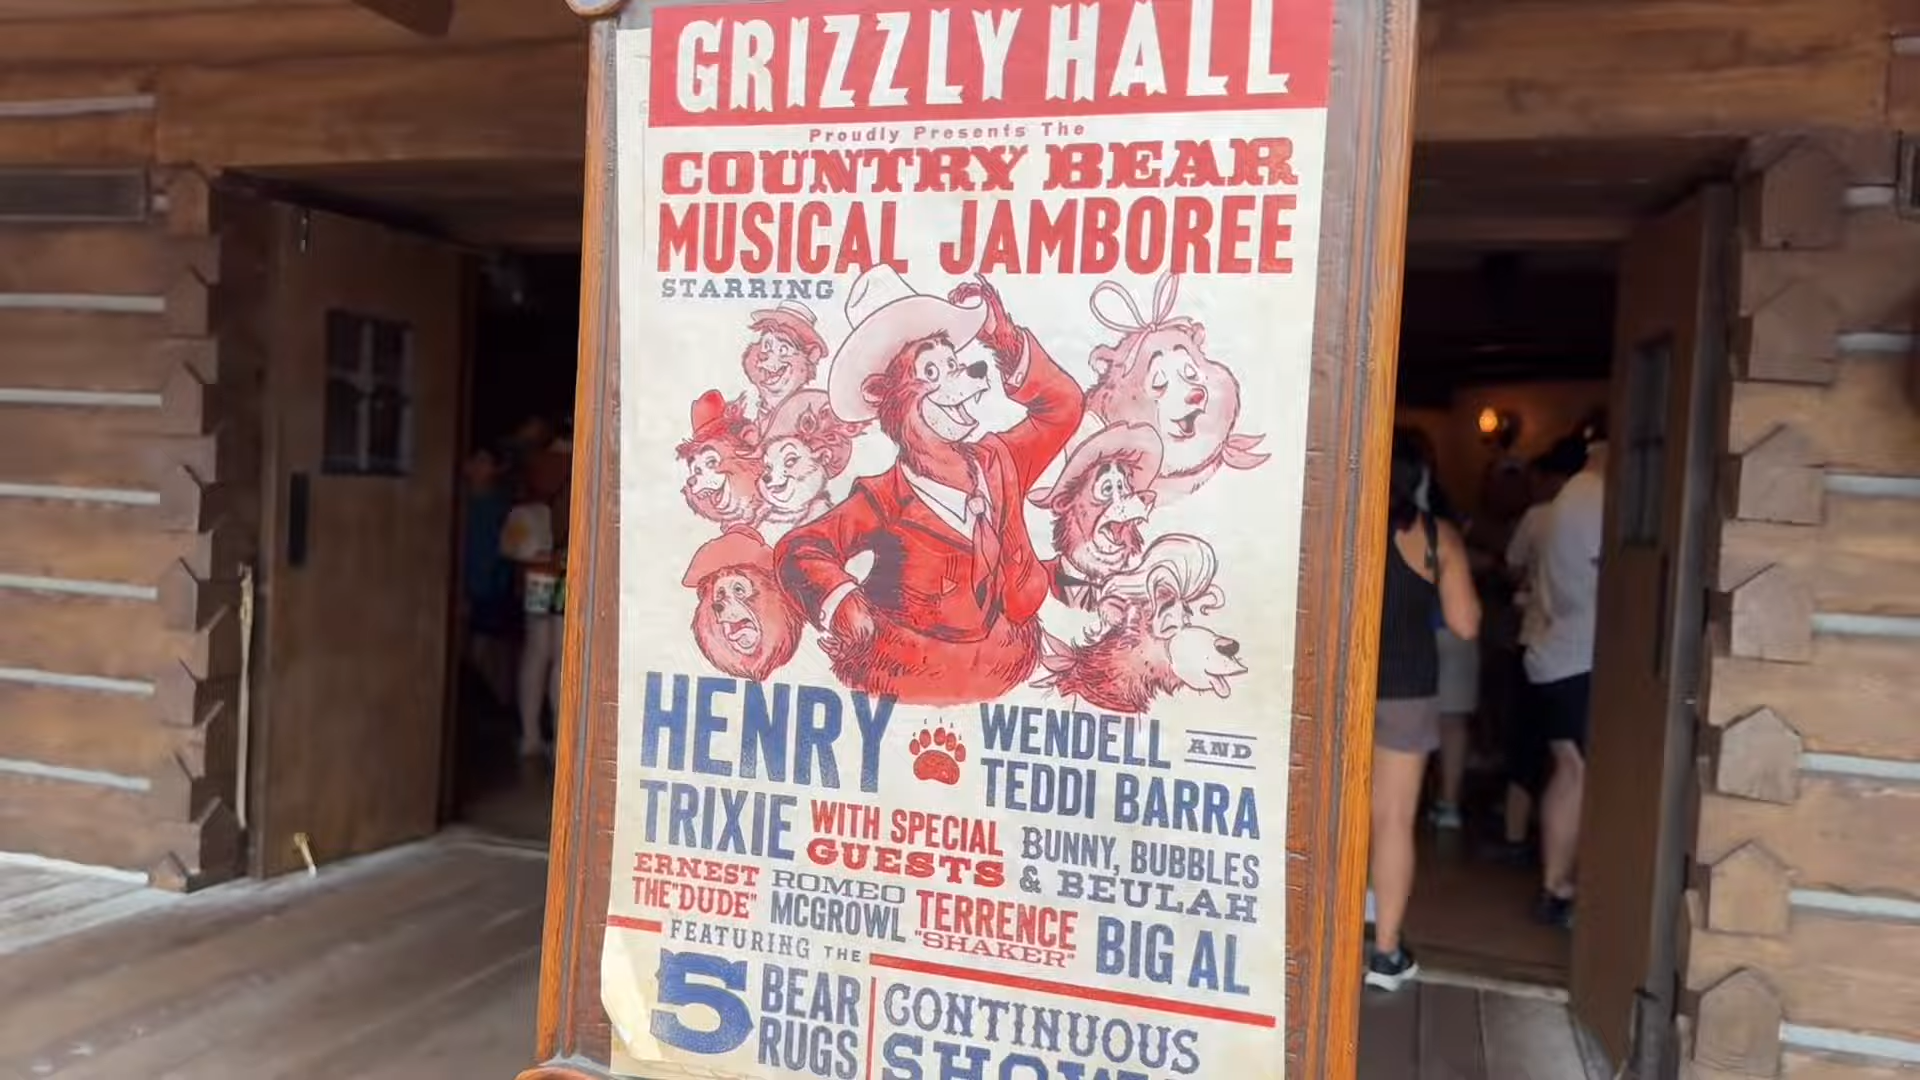 GRIZZLY HALL
Proudly Presents The
COUNTRY BEAR
MUSICAL JAMBOREE
STARRING
HENRY
WENDELL AND
TEDDI BARRA
TRIXIE
WITH SPECIAL
GUESTS
BUNNY, BUBBLES
& BEULAH
ERNEST
THE "DUDE"
ROMEO
MCGROWL
TERRENCE
"SHAKER"
BIG AL
FEATURING THE
5 BEAR
RUGS
CONTINUOUS